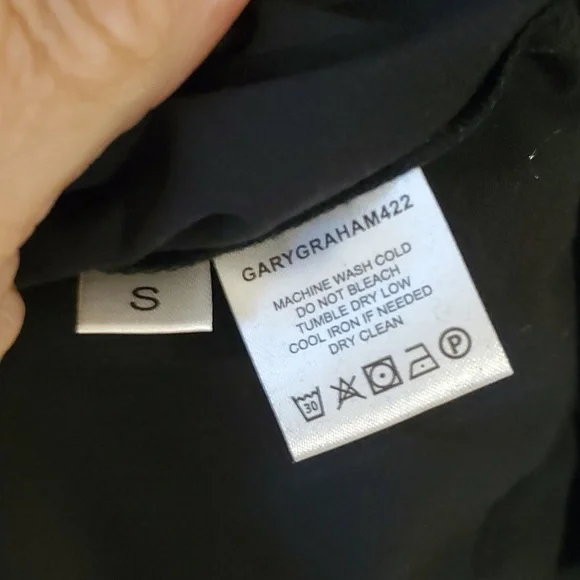 S
GARYGRAHAM422
MACHINE WASH COLD
DO NOT BLEACH
TUMBLE DRY LOW
COOL IRON IF NEEDED
DRY CLEAN
30
P